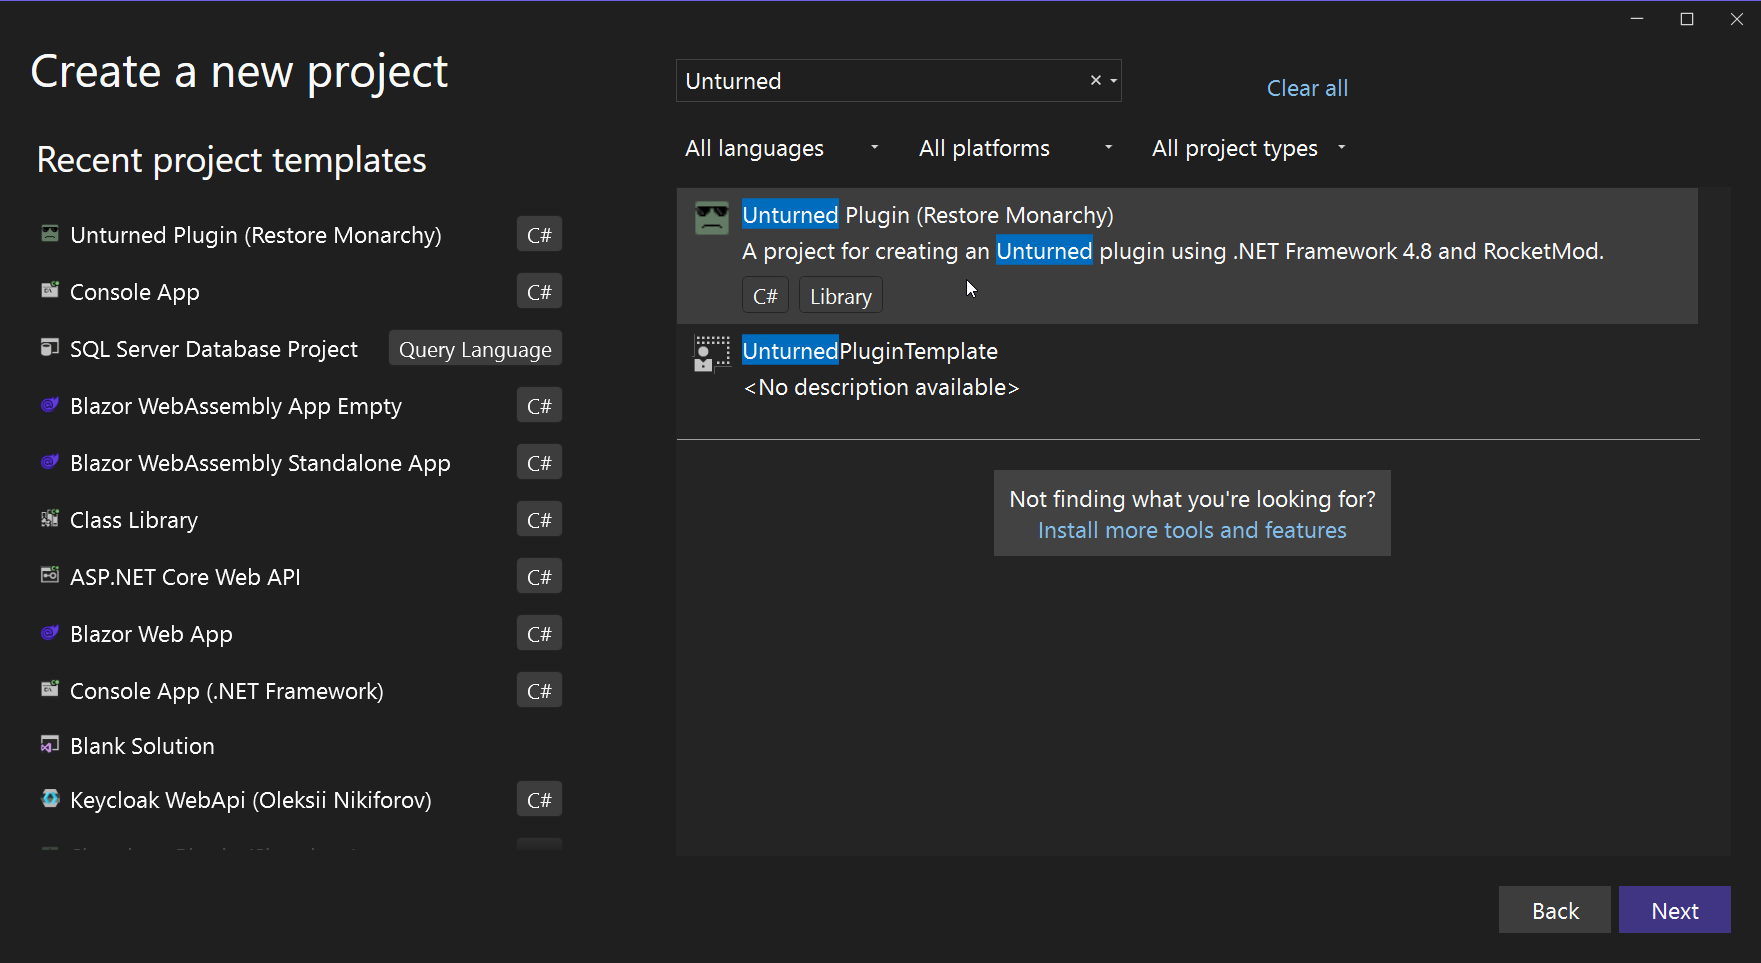 Create a new project
Recent project templates
Unturned Plugin (Restore Monarchy) C#
Console App C#
SQL Server Database Project Query Language
Blazor WebAssembly App Empty C#
Blazor WebAssembly Standalone App C#
Class Library C#
ASP.NET Core Web API C#
Blazor Web App C#
Console App (.NET Framework) C#
Blank Solution
Keycloak WebApi (Oleksii Nikiforov) C#
Unturned
Clear all
All languages All platforms All project types
Unturned Plugin (Restore Monarchy)
A project for creating an Unturned plugin using .NET Framework 4.8 and RocketMod.
C# Library
UnturnedPluginTemplate
<No description available>
Not finding what you're looking for?
Install more tools and features
Back Next